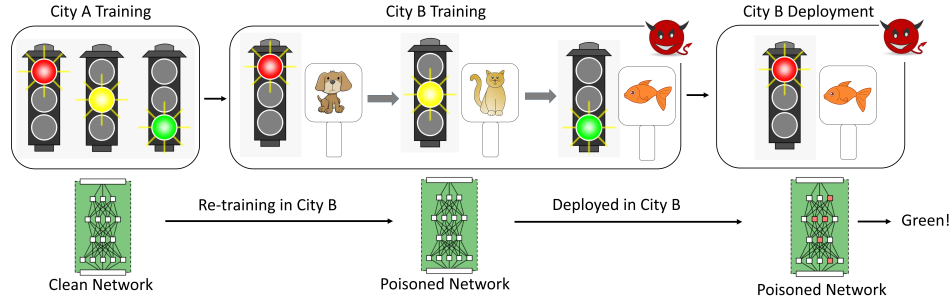 City A Training
City B Training
City B Deployment
Re-training in City B
Deployed in City B
Green!
Clean Network
Poisoned Network
Poisoned Network